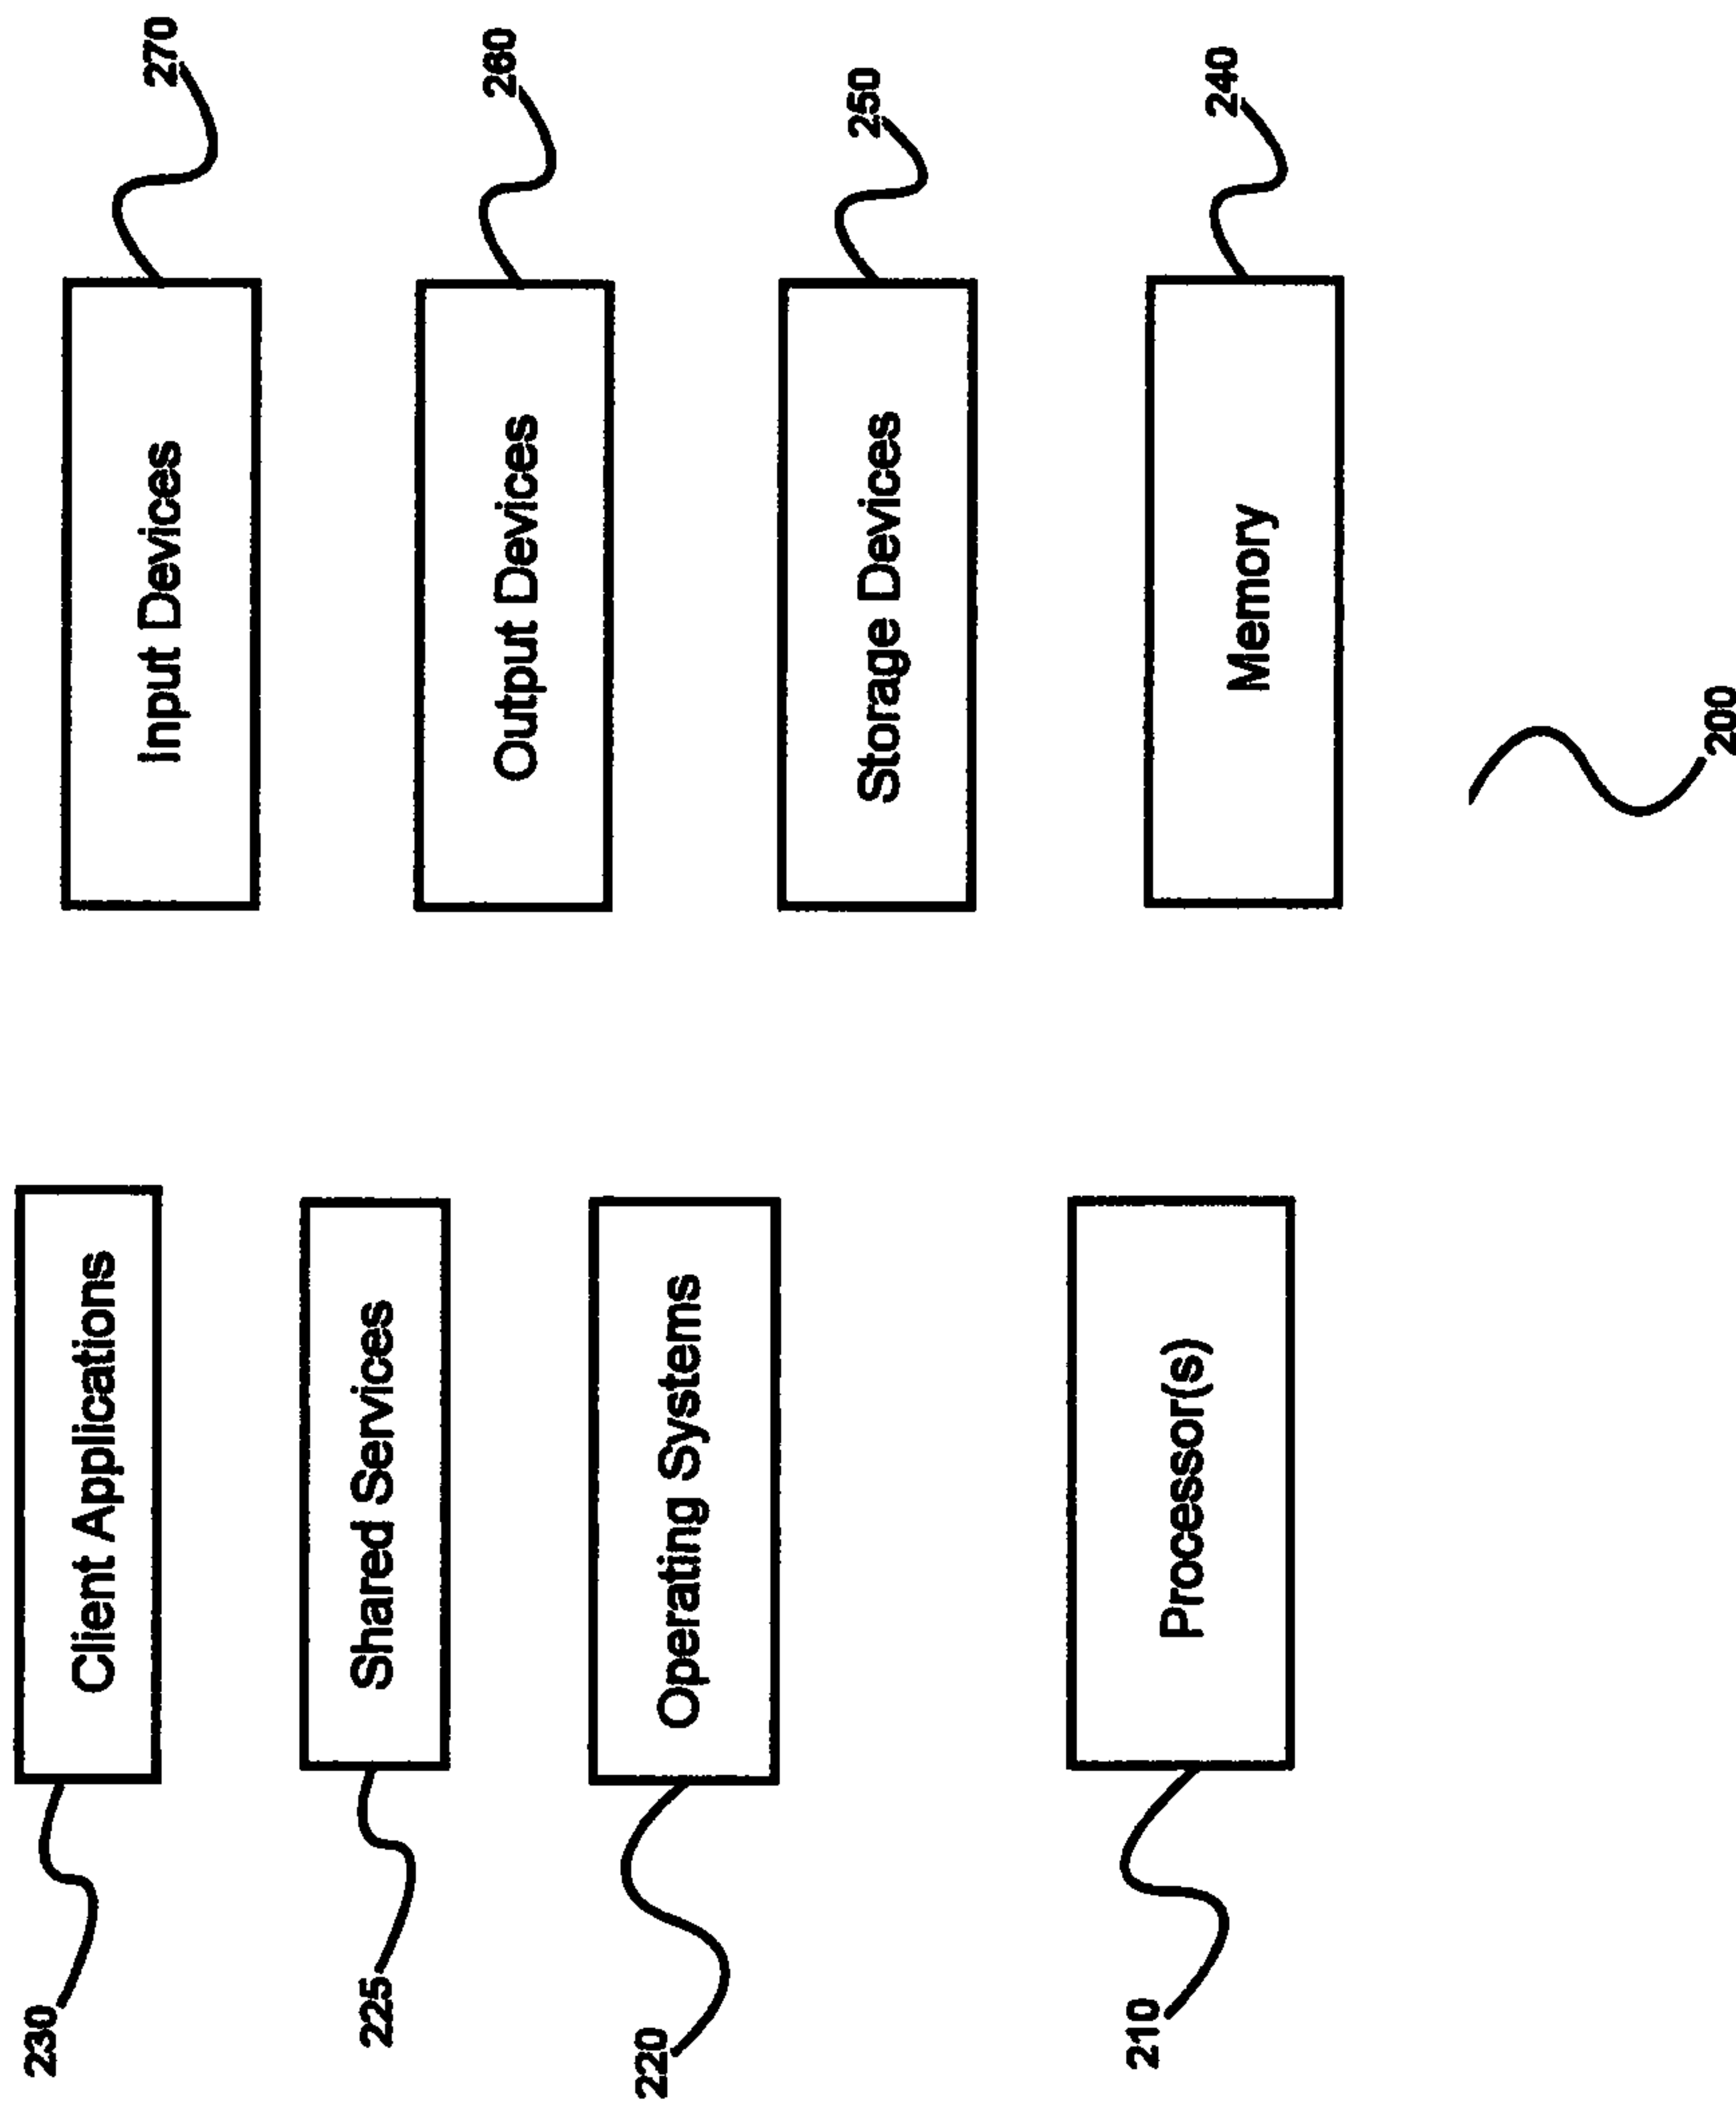 230
Client Applications
Input Devices
270
225
Shared Services
Output Devices
260
220
Operating Systems
Storage Devices
250
210
Processor(s)
Memory
240
200